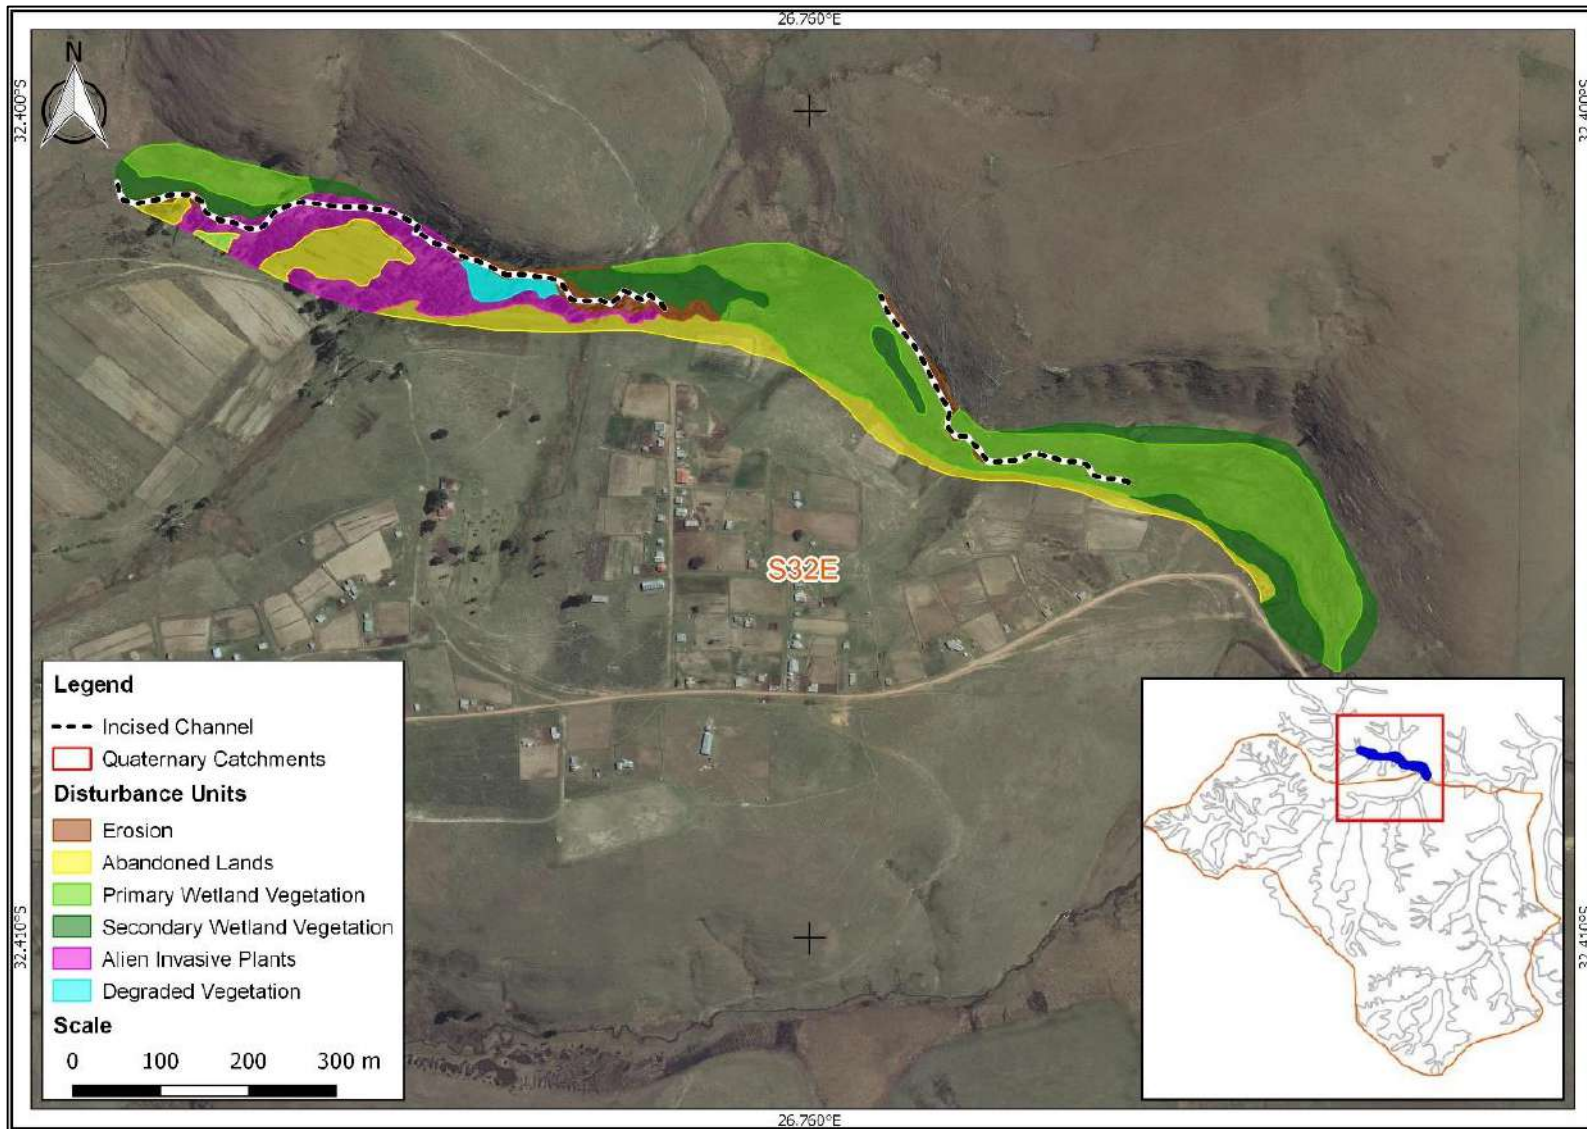 26.760°E
N
32.400°S
32.400°S
S32E
Legend
Incised Channel
Quaternary Catchments
Disturbance Units
Erosion
Abandoned Lands
Primary Wetland Vegetation
Secondary Wetland Vegetation
Alien Invasive Plants
Degraded Vegetation
Scale
0 100 200 300 m
32.410°S
32.410°S
26.760°E